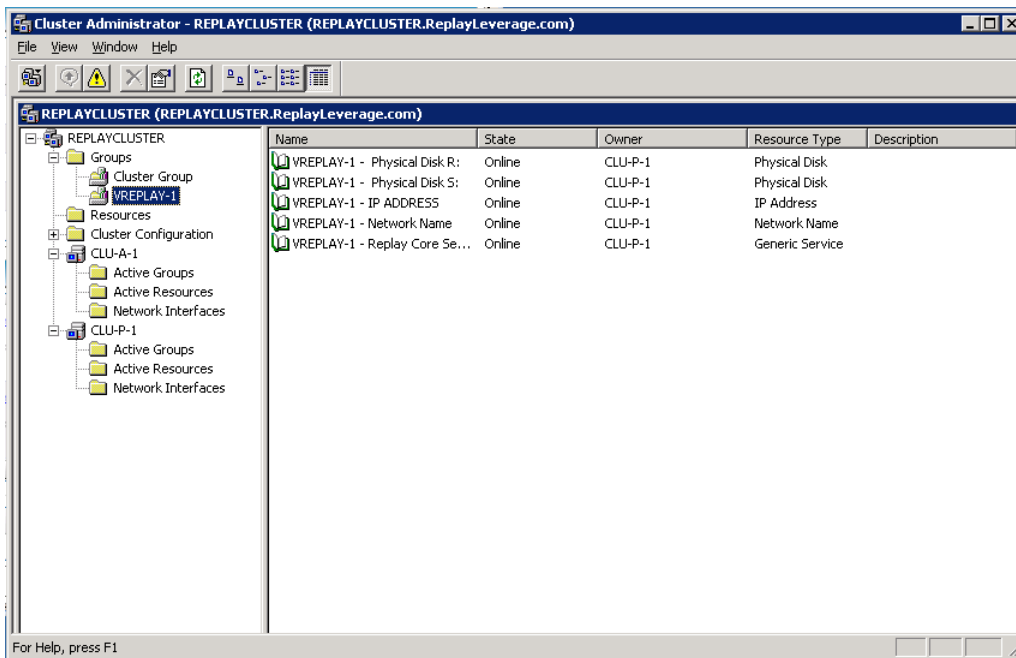 Cluster Administrator - REPLAYCLUSTER (REPLAYCLUSTER.ReplayLeverage.com)
File View Window Help
REPLAYCLUSTER (REPLAYCLUSTER.ReplayLeverage.com)
REPLAYCLUSTER
Groups
Cluster Group
VREPLAY-1
Resources
Cluster Configuration
CLU-A-1
Active Groups
Active Resources
Network Interfaces
CLU-P-1
Active Groups
Active Resources
Network Interfaces
Name State Owner Resource Type Description
VREPLAY-1 - Physical Disk R: Online CLU-P-1 Physical Disk
VREPLAY-1 - Physical Disk S: Online CLU-P-1 Physical Disk
VREPLAY-1 - IP ADDRESS Online CLU-P-1 IP Address
VREPLAY-1 - Network Name Online CLU-P-1 Network Name
VREPLAY-1 - Replay Core Se... Online CLU-P-1 Generic Service
For Help, press F1